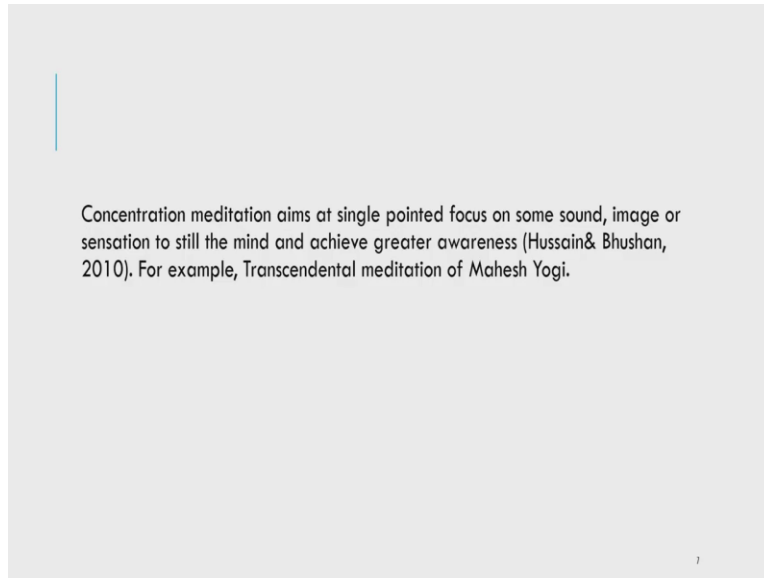 Concentration meditation aims at single pointed focus on some sound, image or
sensation to still the mind and achieve greater awareness (Hussain& Bhushan,
2010). For example, Transcendental meditation of Mahesh Yogi.
7